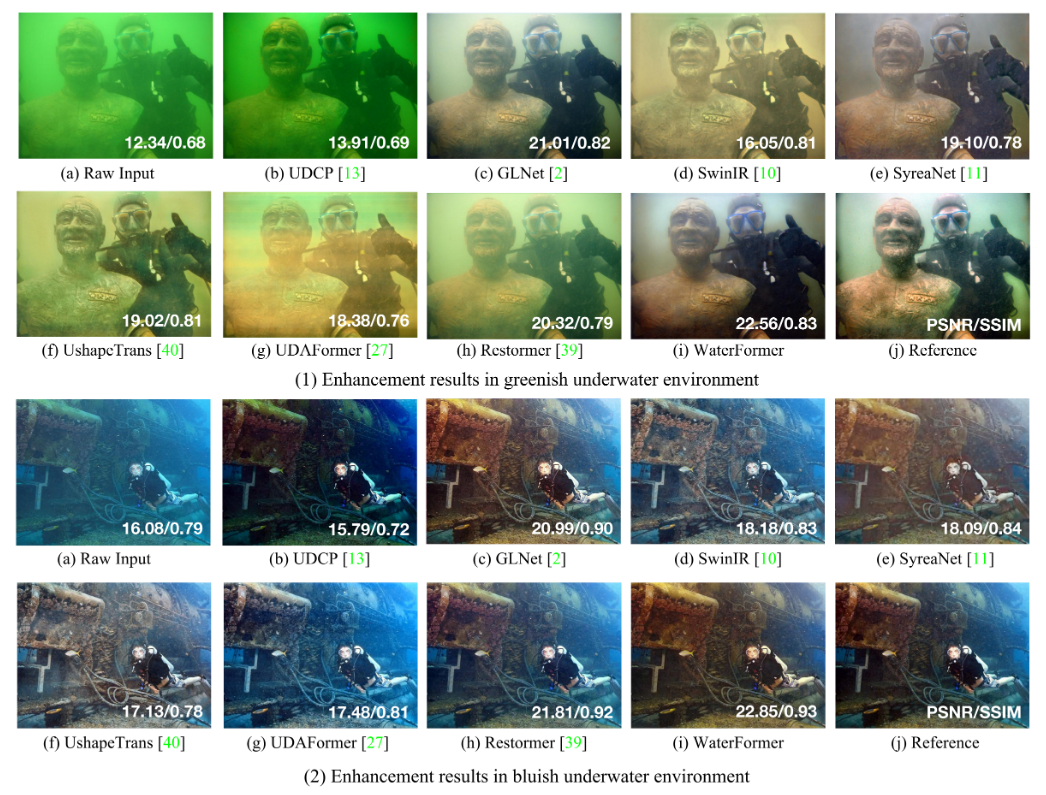 12.34/0.68 13.91/0.69 21.01/0.82 16.05/0.81 19.10/0.78
(a) Raw Input (b) UDCP [13] (c) GLNet [2] (d) SwinIR [10] (e) SyreaNet [11]
19.02/0.81 18.38/0.76 20.32/0.79 22.56/0.83 PSNR/SSIM
(f) UshapeTrans [40] (g) UDAFormer [27] (h) Restormer [39] (i) WaterFormer (j) Reference
(1) Enhancement results in greenish underwater environment
16.08/0.79 15.79/0.72 20.99/0.90 18.18/0.83 18.09/0.84
(a) Raw Input (b) UDCP [13] (c) GLNet [2] (d) SwinIR [10] (e) SyreaNet [11]
17.13/0.78 17.48/0.81 21.81/0.92 22.85/0.93 PSNR/SSIM
(f) UshapeTrans [40] (g) UDAFormer [27] (h) Restormer [39] (i) WaterFormer (j) Reference
(2) Enhancement results in bluish underwater environment